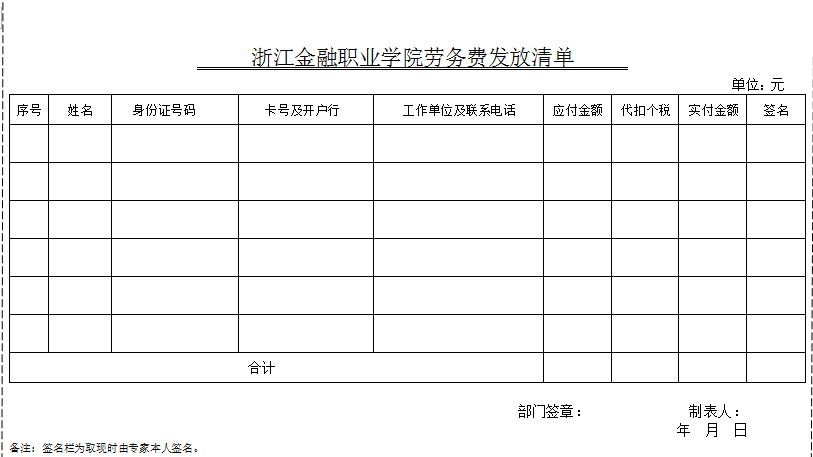 浙江金融职业学院劳务费发放清单
单位：元
序号 姓名 身份证号码 卡号及开户行 工作单位及联系电话 应付金额 代扣个税 实付金额 签名
合计
部门签章： 制表人：
年 月 日
备注：签名栏为取现时由专家本人签名。